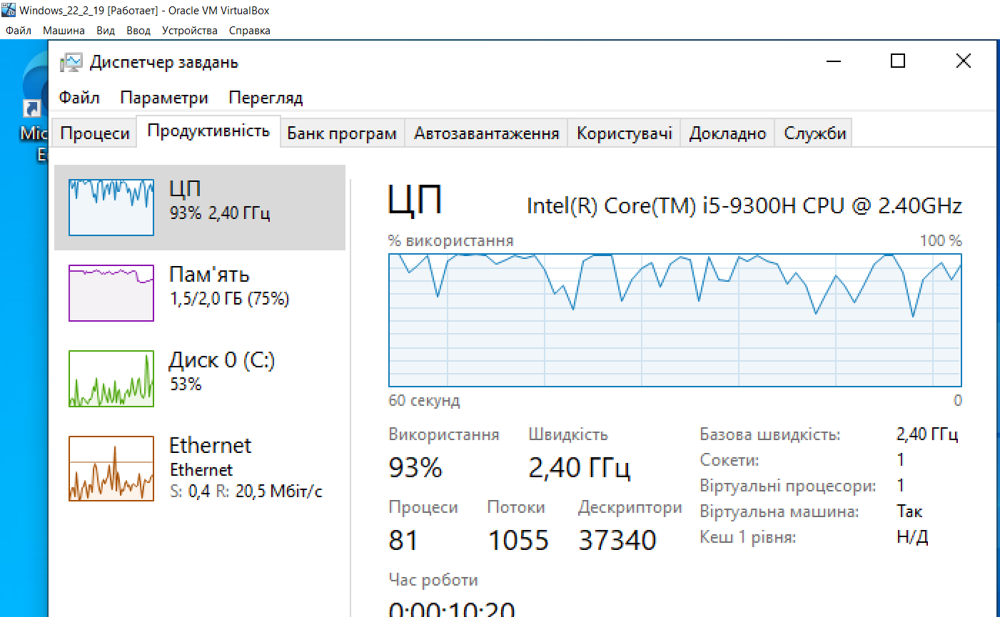 Windows_22_2_19 [Работает] - Oracle VM VirtualBox
Файл Машина Вид Ввод Устройства Справка
Диспетчер завдань
Файл Параметри Перегляд
Процеси Продуктивність Банк програм Автозавантаження Користувачі Докладно Служби
Mic
E
ЦП
93% 2,40 ГГц
Пам'ять
1,5/2,0 ГБ (75%)
Диск 0 (C:)
53%
Ethernet
Ethernet
S: 0,4 R: 20,5 Мбіт/с
ЦП Intel(R) Core(TM) i5-9300H CPU @ 2.40GHz
% використання 100 %
60 секунд 0
Використання Швидкість
93% 2,40 ГГц
Процеси Потоки Дескриптори
81 1055 37340
Базова швидкість: 2,40 ГГц
Сокети: 1
Віртуальні процесори: 1
Віртуальна машина: Так
Кеш 1 рівня: Н/Д
Час роботи
0:00:10:20